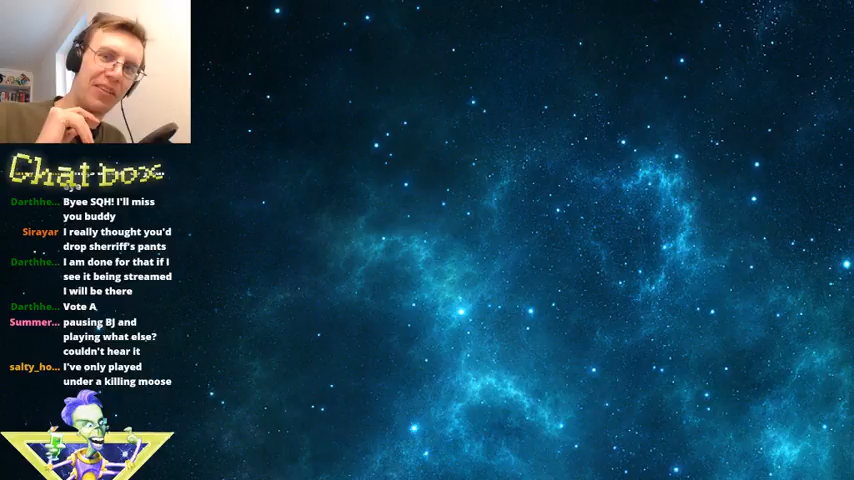 Chat box
Darthhe... Byee SQH! I'll miss
you buddy
Sirayar I really thought you'd
drop sherriff's pants
Darthhe... I am done for that if I
see it being streamed
I will be there
Darthhe... Vote A
Summer... pausing BJ and
playing what else?
couldn't hear it
salty_ho... I've only played
under a killing moose